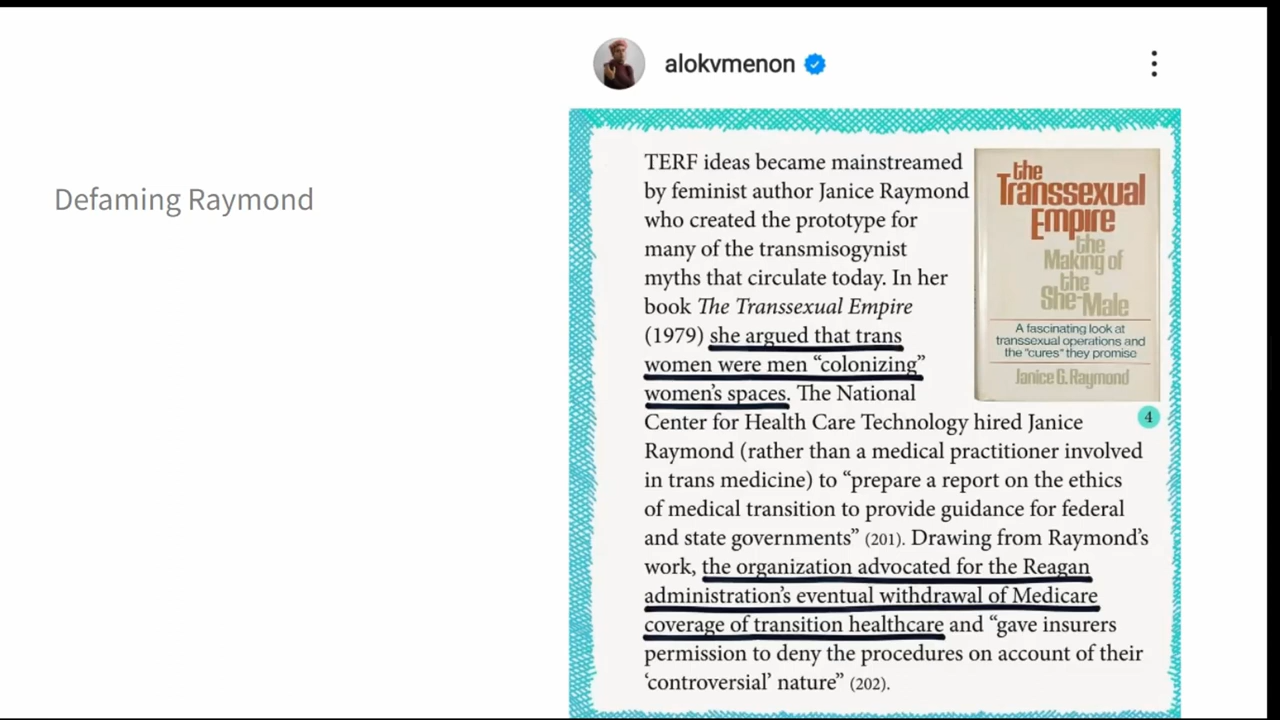 Defaming Raymond
alokvmenon
TERF ideas became mainstreamed
by feminist author Janice Raymond
who created the prototype for
many of the transmisogynist
myths that circulate today. In her
book The Transsexual Empire
(1979) she argued that trans
women were men “colonizing”
women’s spaces. The National
Center for Health Care Technology hired Janice
Raymond (rather than a medical practitioner involved
in trans medicine) to “prepare a report on the ethics
of medical transition to provide guidance for federal
and state governments” (201). Drawing from Raymond’s
work, the organization advocated for the Reagan
administration’s eventual withdrawal of Medicare
coverage of transition healthcare and “gave insurers
permission to deny the procedures on account of their
‘controversial’ nature” (202).
the
Transsexual
Empire
the
Making of
the
She-Male
A fascinating look at
transsexual operations and
the "cures" they promise
Janice G. Raymond
4